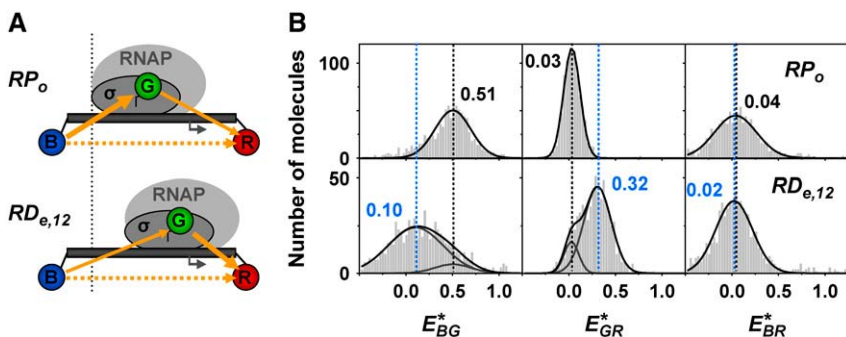 A
RPo
RNAP
σ
G
B
R
RDe,12
RNAP
σ
G
B
R
B
Number of molecules
100
50
0
50
25
0
0.51
0.03
RPo
0.04
0.10
0.32
0.02
RDe,12
0.0 0.5 1.0
0.0 0.5 1.0
0.0 0.5 1.0
E*BG
E*GR
E*BR